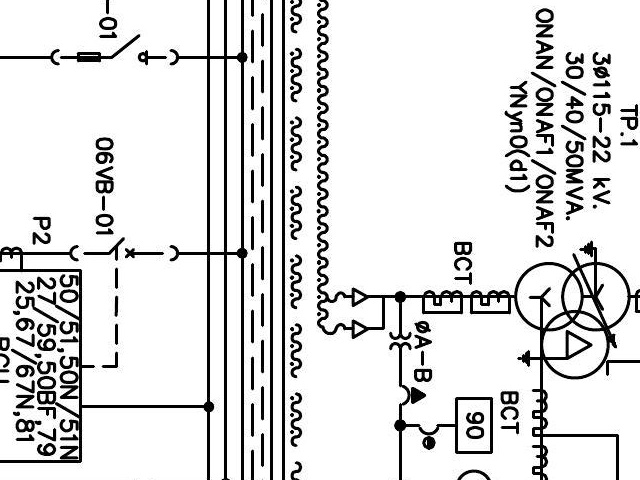 TP.1
3ø115-22 kV.
30/40/50MVA.
ONAN/ONAF1/ONAF2
YNyn0(d1)
-01
06VB-01
P2
BCT
øA-B
BCT
90
50/51,50N/51N
27/59,50BF,79
25,67/67N,81
BCU